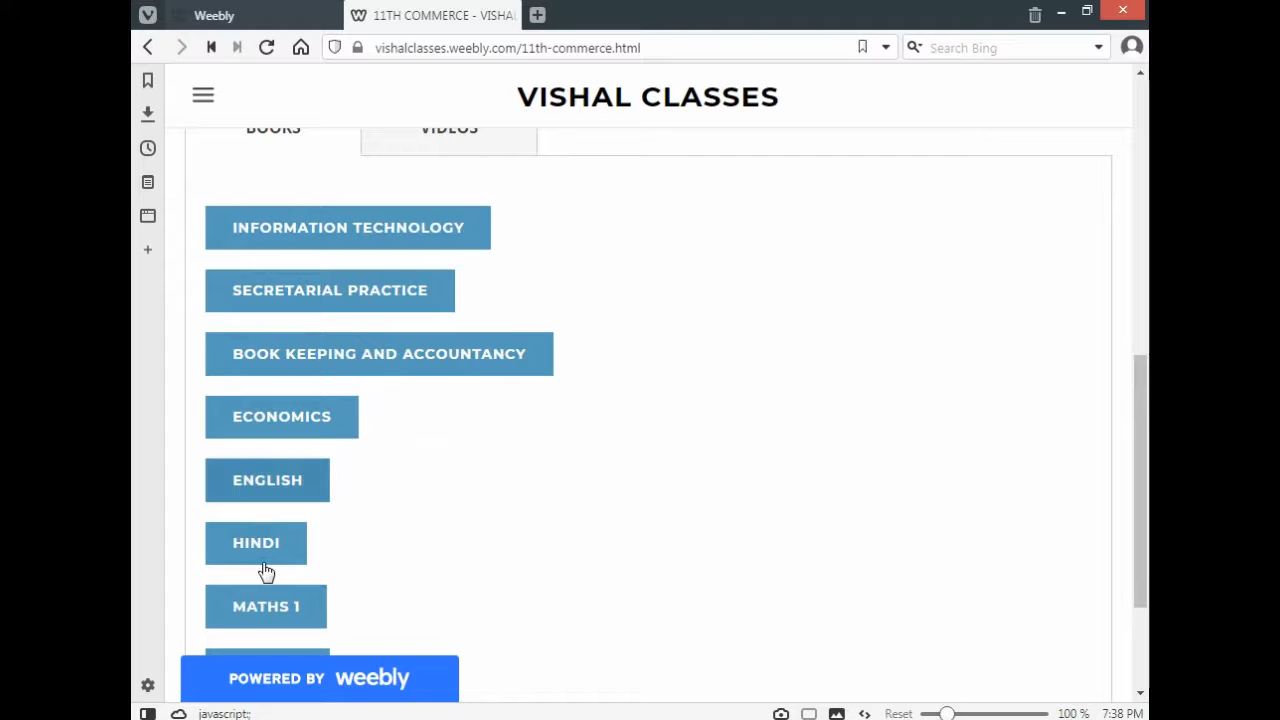 Weebly
11TH COMMERCE - VISHAL
vishalclasses.weebly.com/11th-commerce.html
Search Bing
VISHAL CLASSES
BOOKS
VIDEOS
INFORMATION TECHNOLOGY
SECRETARIAL PRACTICE
BOOK KEEPING AND ACCOUNTANCY
ECONOMICS
ENGLISH
HINDI
MATHS 1
POWERED BY weebly
javascript:;
Reset
100 %
7:38 PM